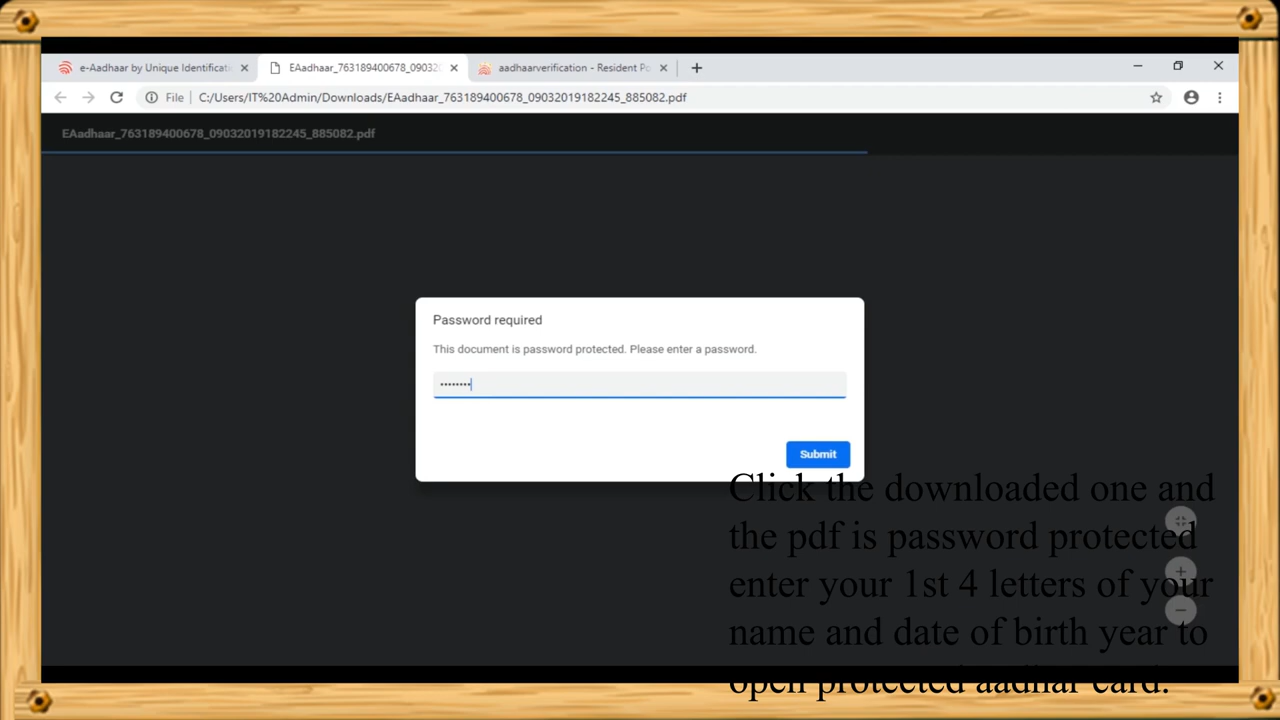 e-Aadhaar by Unique Identificati
EAadhaar_763189400678_09032
aadhaarverification - Resident Po
File | C:/Users/IT%20Admin/Downloads/EAadhaar_763189400678_09032019182245_885082.pdf
EAadhaar_763189400678_09032019182245_885082.pdf
Password required
This document is password protected. Please enter a password.
Submit
Click the downloaded one and
the pdf is password protected
enter your 1st 4 letters of your
name and date of birth year to
open protected aadhar card.